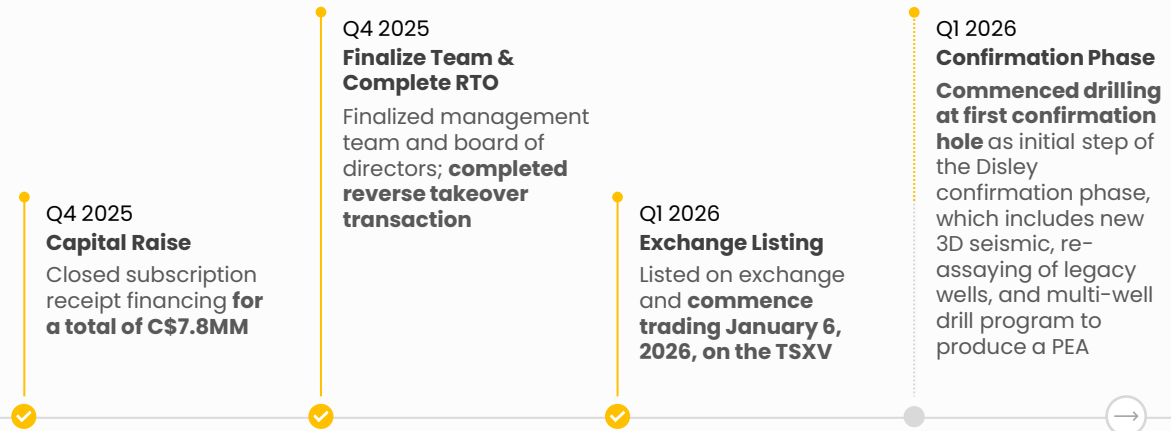 Q4 2025
Capital Raise
Closed subscription
receipt financing for
a total of C$7.8MM
Q4 2025
Finalize Team &
Complete RTO
Finalized management
team and board of
directors; completed
reverse takeover
transaction
Q1 2026
Exchange Listing
Listed on exchange
and commence
trading January 6,
2026, on the TSXV
Q1 2026
Confirmation Phase
Commenced drilling
at first confirmation
hole as initial step of
the Disley
confirmation phase,
which includes new
3D seismic, re-
assaying of legacy
wells, and multi-well
drill program to
produce a PEA